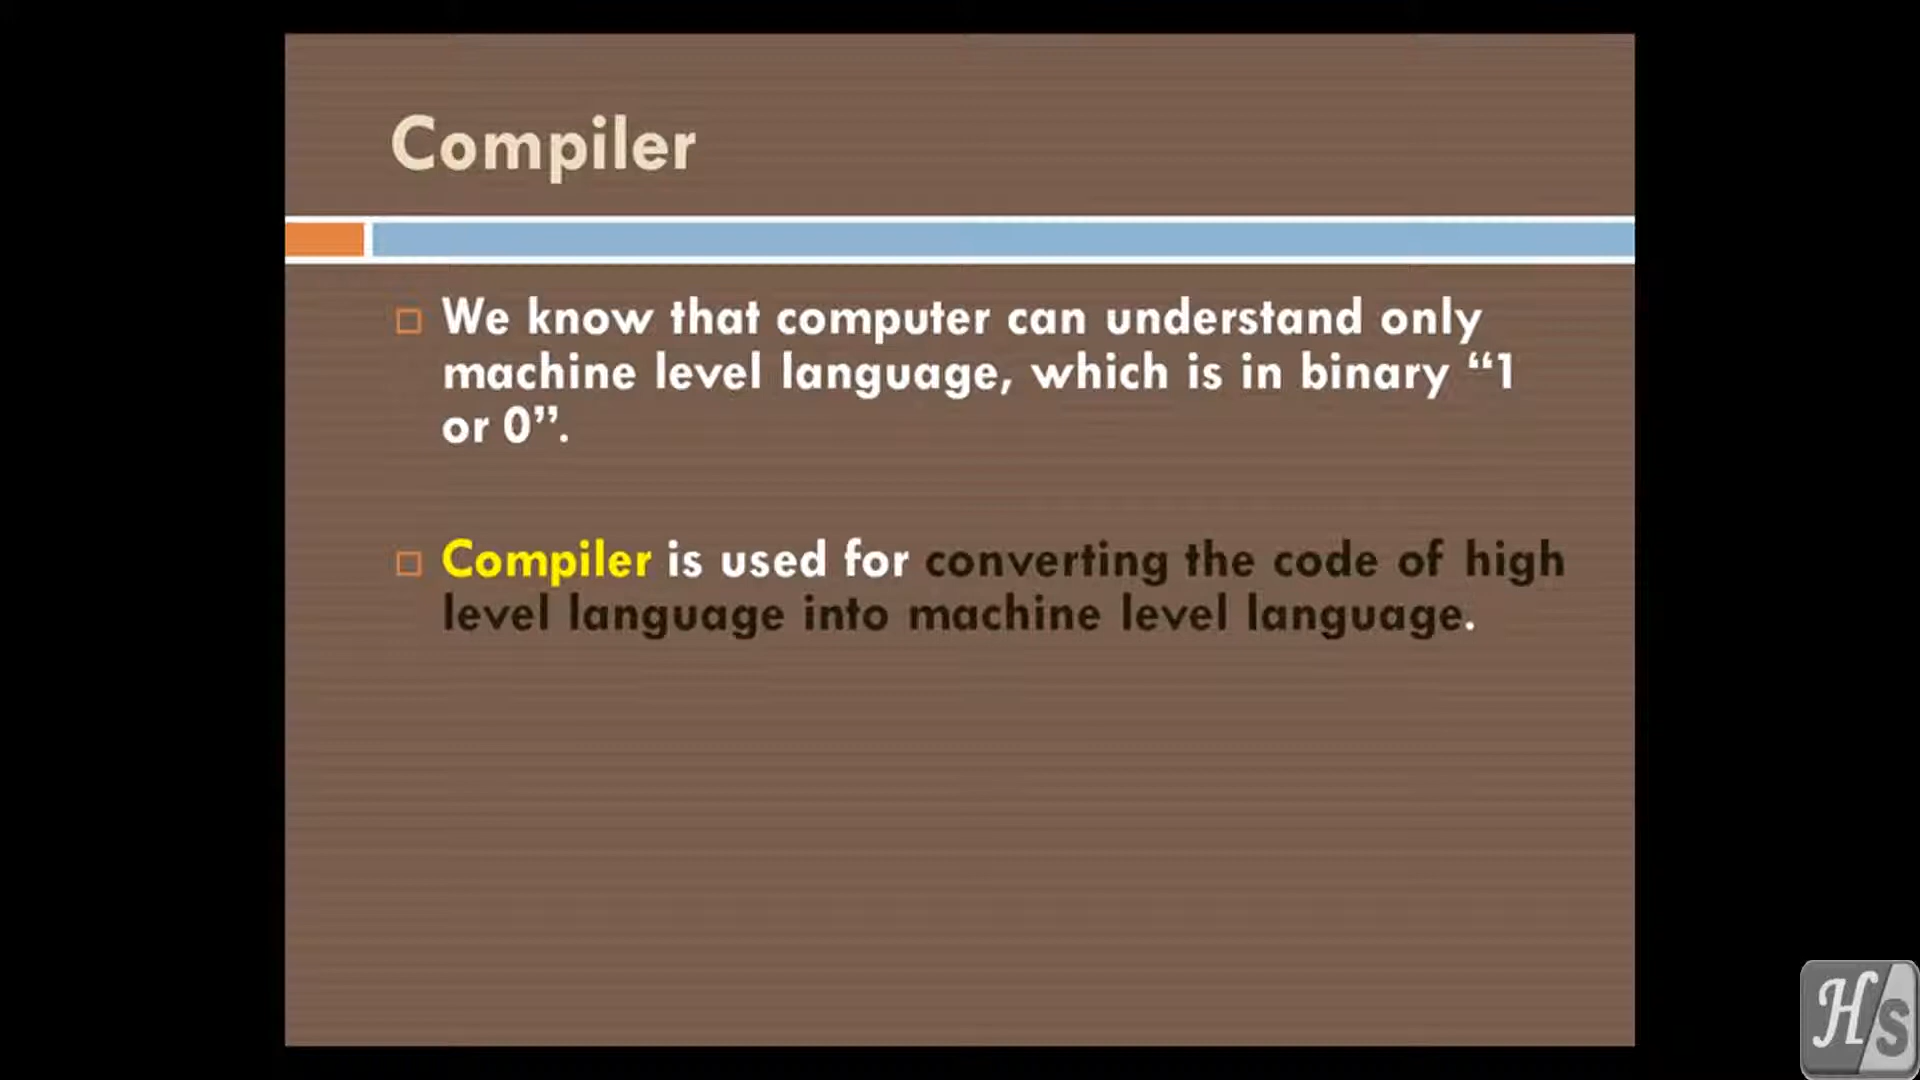 Compiler
We know that computer can understand only
machine level language, which is in binary “1
or 0”.
Compiler is used for converting the code of high
level language into machine level language.
Hs